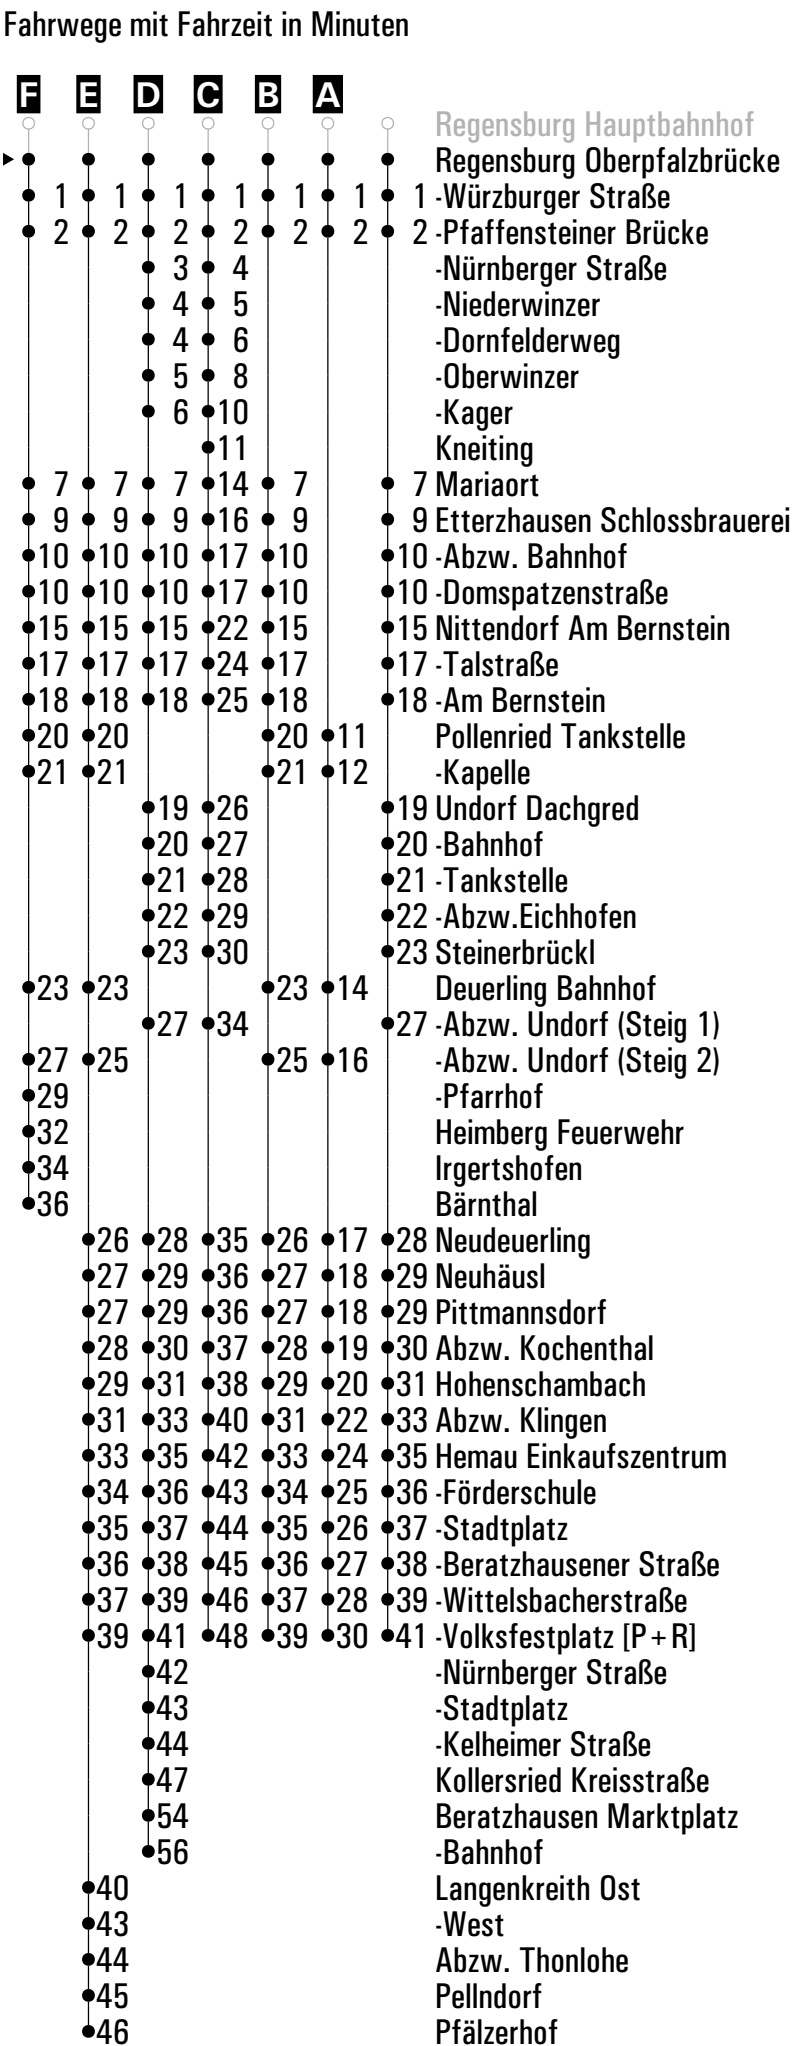 Fahrwege mit Fahrzeit in Minuten
F E D C B A
Regensburg Hauptbahnhof
Regensburg Oberpfalzbrücke
1 1 1 1 1 1 1 -Würzburger Straße
2 2 2 2 2 2 2 -Pfaffensteiner Brücke
3 4 -Nürnberger Straße
4 5 -Niederwinzer
4 6 -Dornfelderweg
5 8 -Oberwinzer
6 10 -Kager
11 Kneiting
7 7 7 14 7 7 Mariaort
9 9 9 16 9 9 Etterzhausen Schlossbrauerei
10 10 10 17 10 10 -Abzw. Bahnhof
10 10 10 17 10 10 -Domspatzenstraße
15 15 15 22 15 15 Nittendorf Am Bernstein
17 17 17 24 17 17 -Talstraße
18 18 18 25 18 18 -Am Bernstein
20 20 20 11 Pollenried Tankstelle
21 21 21 12 -Kapelle
19 26 19 Undorf Dachgred
20 27 20 -Bahnhof
21 28 21 -Tankstelle
22 29 22 -Abzw.Eichhofen
23 30 23 Steinerbrückl
23 23 23 14 Deuerling Bahnhof
27 34 27 -Abzw. Undorf (Steig 1)
27 25 25 16 -Abzw. Undorf (Steig 2)
29 -Pfarrhof
32 Heimberg Feuerwehr
34 Irgertshofen
36 Bärnthal
26 28 35 26 17 28 Neudeuerling
27 29 36 27 18 29 Neuhäusl
27 29 36 27 18 29 Pittmannsdorf
28 30 37 28 19 30 Abzw. Kochenthal
29 31 38 29 20 31 Hohenschambach
31 33 40 31 22 33 Abzw. Klingen
33 35 42 33 24 35 Hemau Einkaufszentrum
34 36 43 34 25 36 -Förderschule
35 37 44 35 26 37 -Stadtplatz
36 38 45 36 27 38 -Beratzhausener Straße
37 39 46 37 28 39 -Wittelsbacherstraße
39 41 48 39 30 41 -Volksfestplatz [P+R]
42 -Nürnberger Straße
43 -Stadtplatz
44 -Kelheimer Straße
47 Kollersried Kreisstraße
54 Beratzhausen Marktplatz
56 -Bahnhof
40 Langenkreith Ost
43 -West
44 Abzw. Thonlohe
45 Pellndorf
46 Pfälzerhof